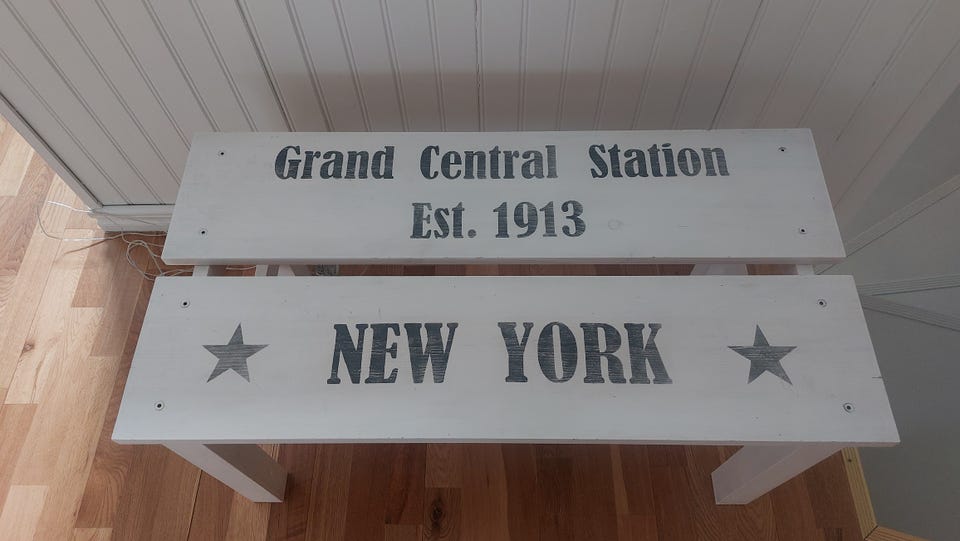 Grand Central Station
Est. 1913
NEW YORK